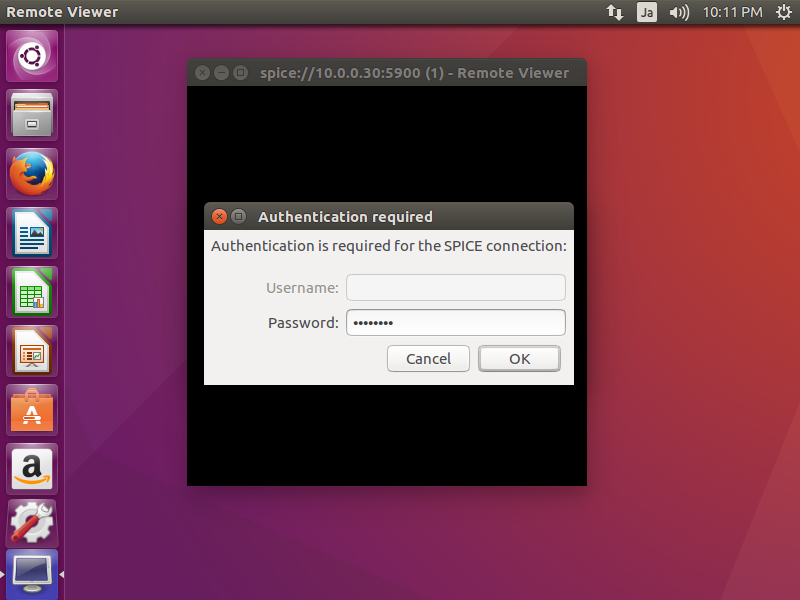 Remote Viewer
Ja
10:11 PM
spice://10.0.0.30:5900 (1) - Remote Viewer
Authentication required
Authentication is required for the SPICE connection:
Username:
Password: ••••••••
Cancel
OK
A
a